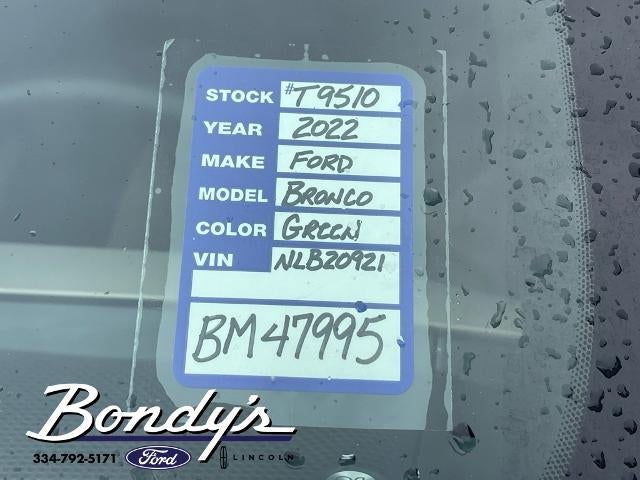 STOCK #T9510
YEAR 2022
MAKE FORD
MODEL BRONCO
COLOR GREEN
VIN NLB20921
BM47995
Bondy's
334-792-5171 Ford LINCOLN